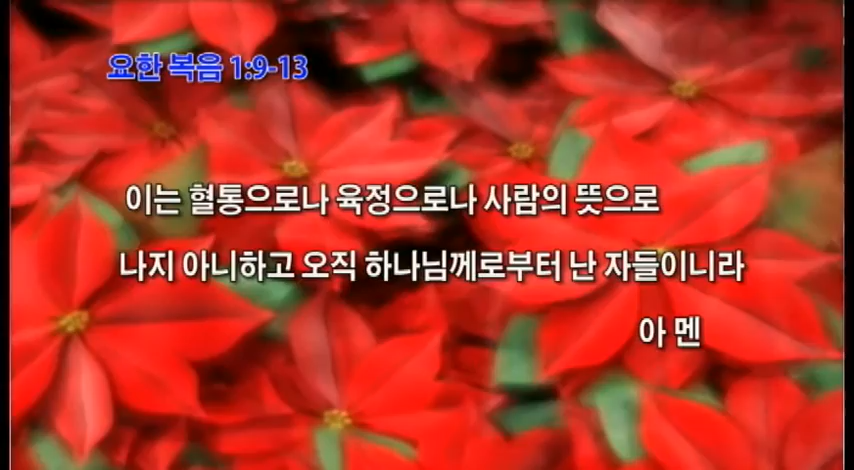 요한 복음 1:9-13
이는 혈통으로나 육정으로나 사람의 뜻으로
나지 아니하고 오직 하나님께로부터 난 자들이니라
아 멘